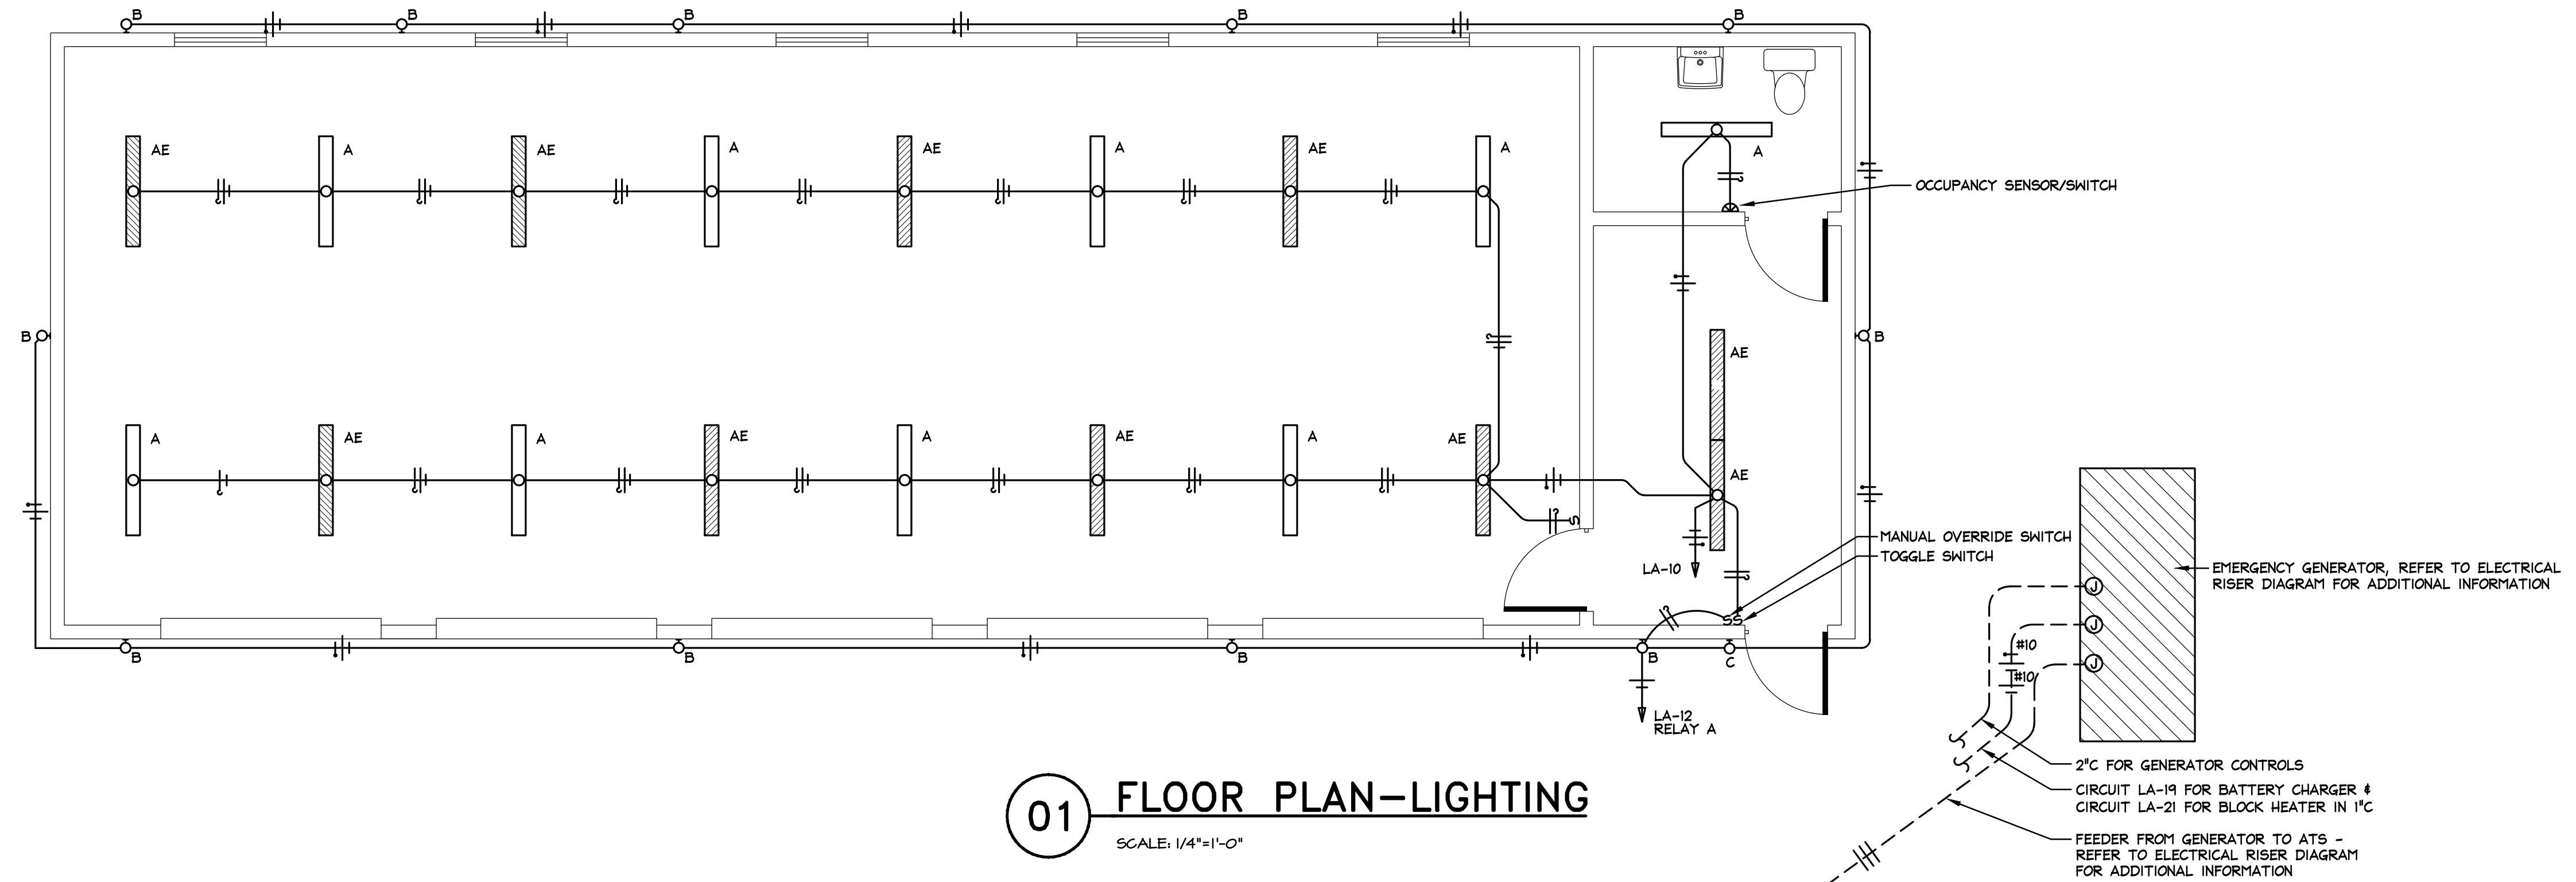 B B B B B
AE A AE A AE A AE A
A
OCCUPANCY SENSOR/SWITCH
B
AE
B
A AE A AE A AE A AE
AE
MANUAL OVERRIDE SWITCH
TOGGLE SWITCH
LA-10
S
SS
EMERGENCY GENERATOR, REFER TO ELECTRICAL
RISER DIAGRAM FOR ADDITIONAL INFORMATION
J
J
J
#10
#10
B B B B C
LA-12
RELAY A
2"C FOR GENERATOR CONTROLS
CIRCUIT LA-19 FOR BATTERY CHARGER &
CIRCUIT LA-21 FOR BLOCK HEATER IN 1"C
FEEDER FROM GENERATOR TO ATS -
REFER TO ELECTRICAL RISER DIAGRAM
FOR ADDITIONAL INFORMATION
01 FLOOR PLAN-LIGHTING
SCALE: 1/4"=1'-0"